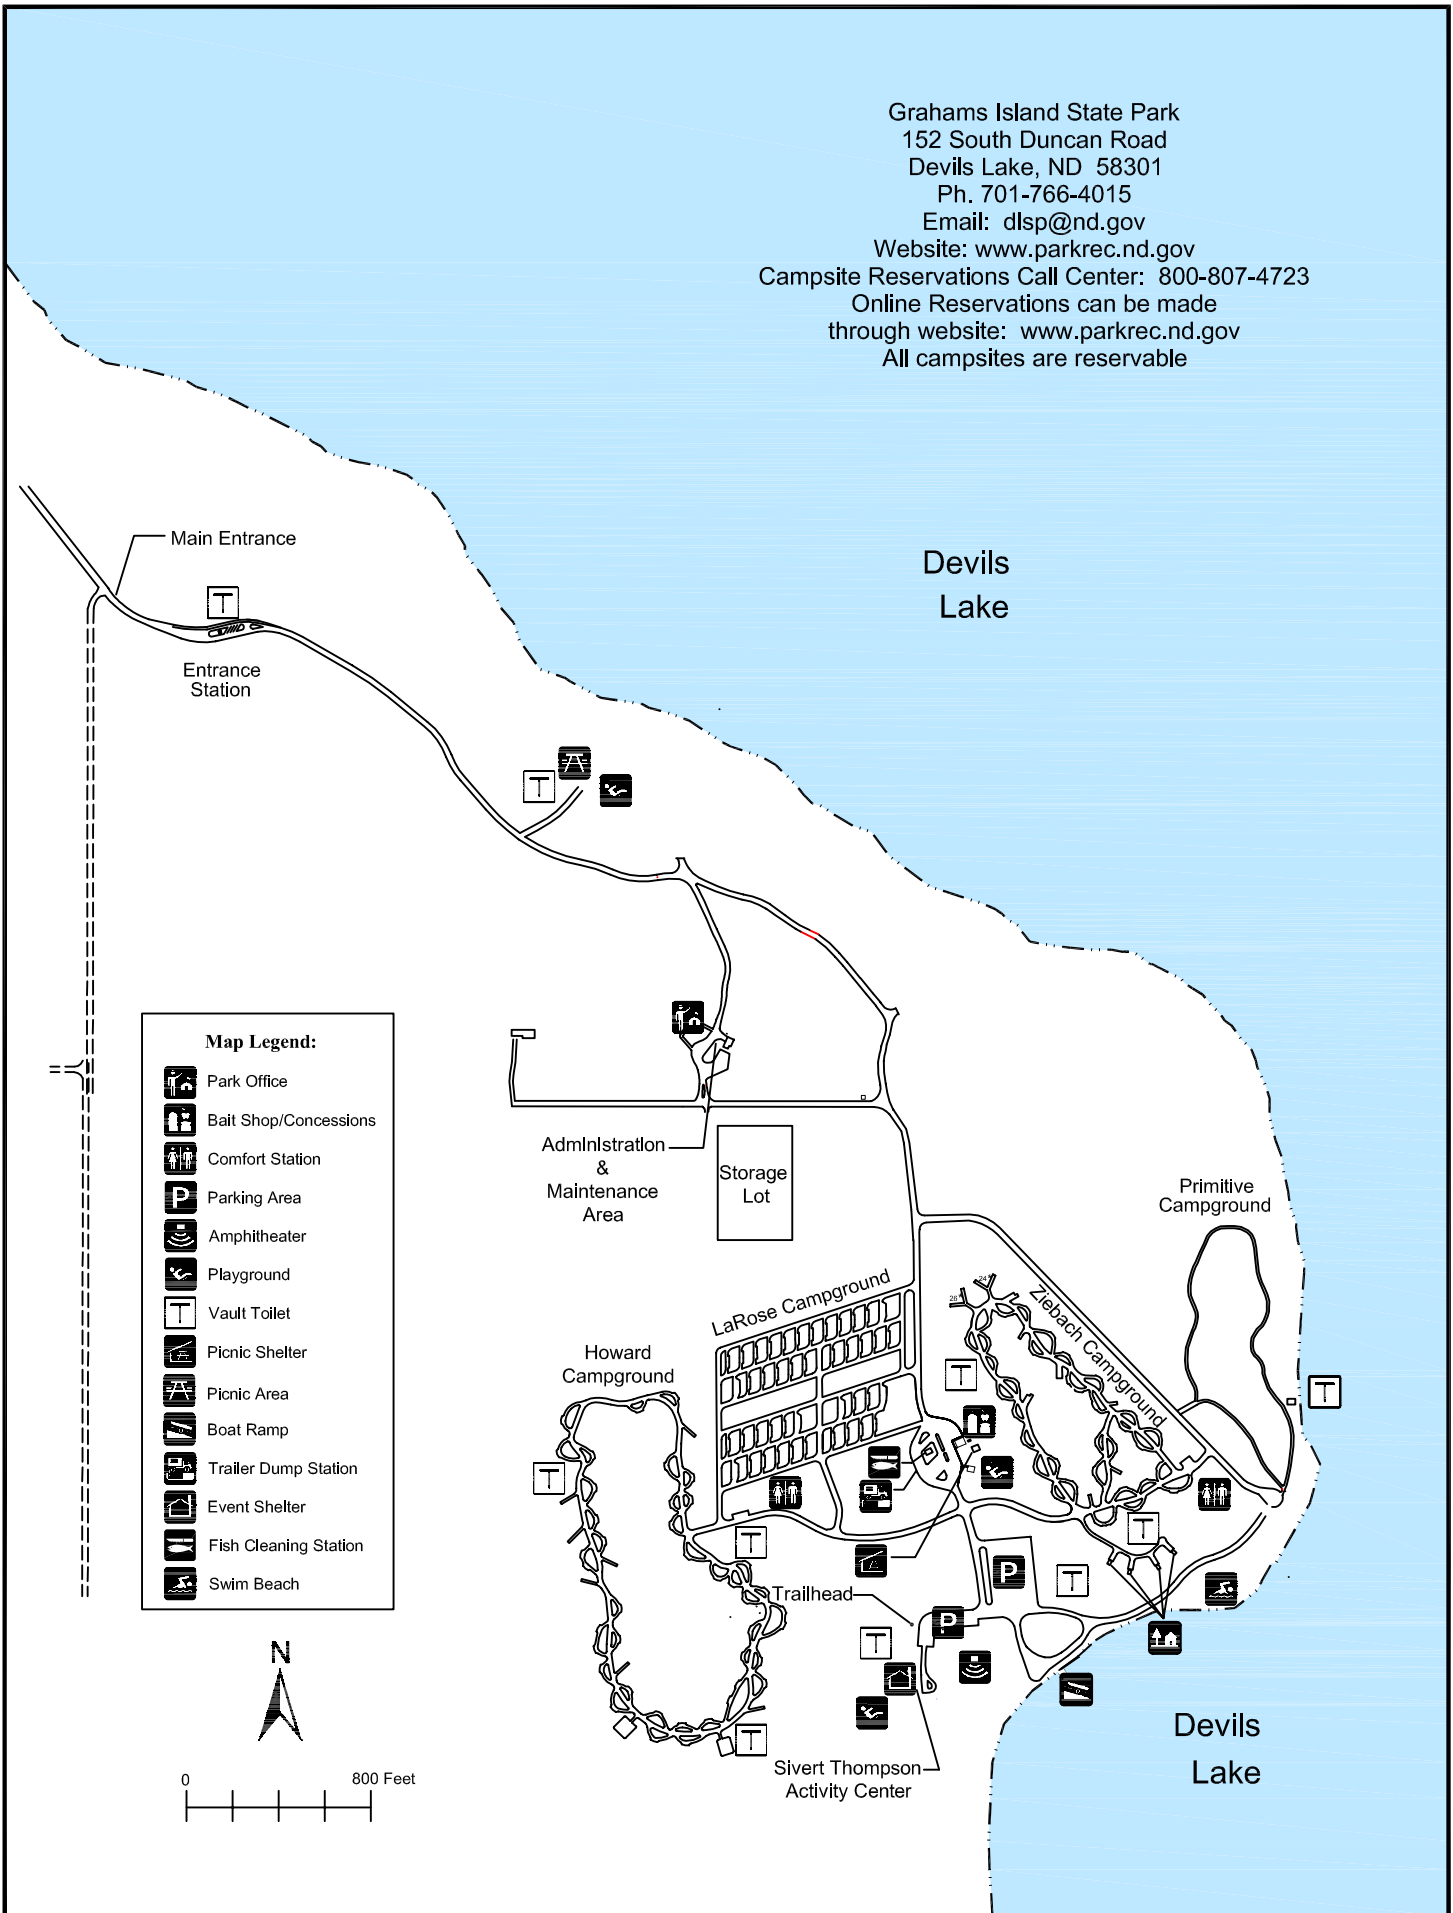 Grahams Island State Park
152 South Duncan Road
Devils Lake, ND 58301
Ph. 701-766-4015
Email: dlsp@nd.gov
Website: www.parkrec.nd.gov
Campsite Reservations Call Center: 800-807-4723
Online Reservations can be made
through website: www.parkrec.nd.gov
All campsites are reservable
Devils
Lake
Main Entrance
T
Entrance
Station
T
Map Legend:
Park Office
Bait Shop/Concessions
Comfort Station
P
Parking Area
Amphitheater
Playground
T
Vault Toilet
Picnic Shelter
Picnic Area
Boat Ramp
Trailer Dump Station
Event Shelter
Fish Cleaning Station
Swim Beach
Administration
&
Maintenance
Area
Storage
Lot
Primitive
Campground
LaRose Campground
24
26
Ziebach Campground
Howard
Campground
T
T
T
T
T
T
P
Trailhead
P
T
T
Sivert Thompson
Activity Center
Devils
Lake
N
0
800 Feet